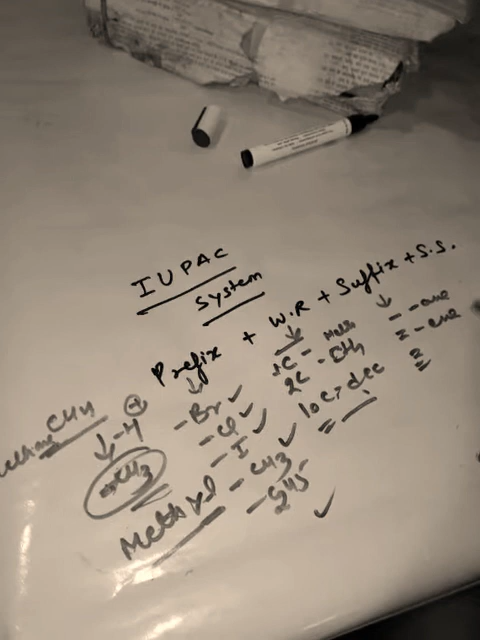 IUPAC
System
Prefix + W.R + Suffix + S.S.
1C - Meth
2C - Eth
10C > dec
- - ane
= - ene
≡
- Br ✓
- Cl ✓
- I ✓
- CH3 ✓
- C2H5 ✓
CH4
↓ -H
- CH3
Methyl